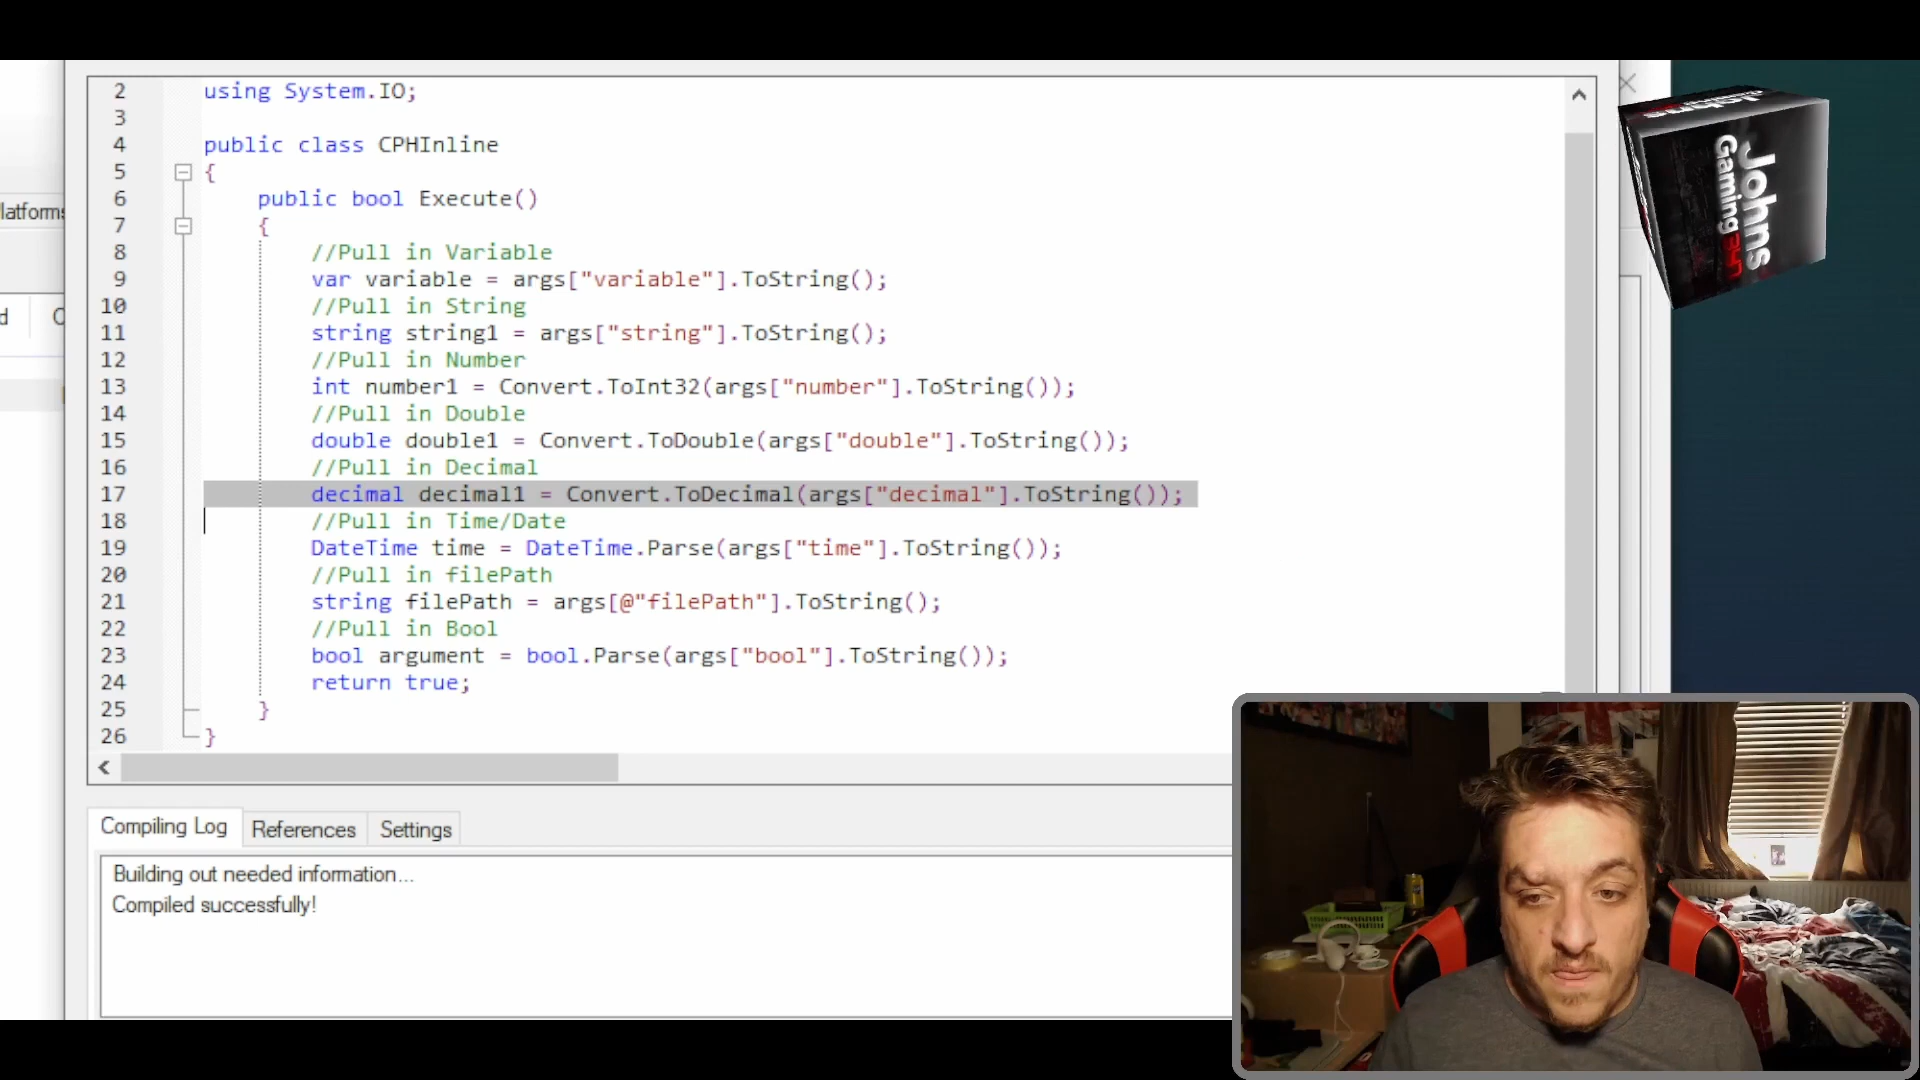 2 using System.IO;
3
4 public class CPHInline
5 {
6 public bool Execute()
7 {
8 //Pull in Variable
9 var variable = args["variable"].ToString();
10 //Pull in String
11 string string1 = args["string"].ToString();
12 //Pull in Number
13 int number1 = Convert.ToInt32(args["number"].ToString());
14 //Pull in Double
15 double double1 = Convert.ToDouble(args["double"].ToString());
16 //Pull in Decimal
17 decimal decimal1 = Convert.ToDecimal(args["decimal"].ToString());
18 //Pull in Time/Date
19 DateTime time = DateTime.Parse(args["time"].ToString());
20 //Pull in filePath
21 string filePath = args[@"filePath"].ToString();
22 //Pull in Bool
23 bool argument = bool.Parse(args["bool"].ToString());
24 return true;
25 }
26 }
latforms
d
Compiling Log References Settings
Building out needed information...
Compiled successfully!
Johns
Gaming